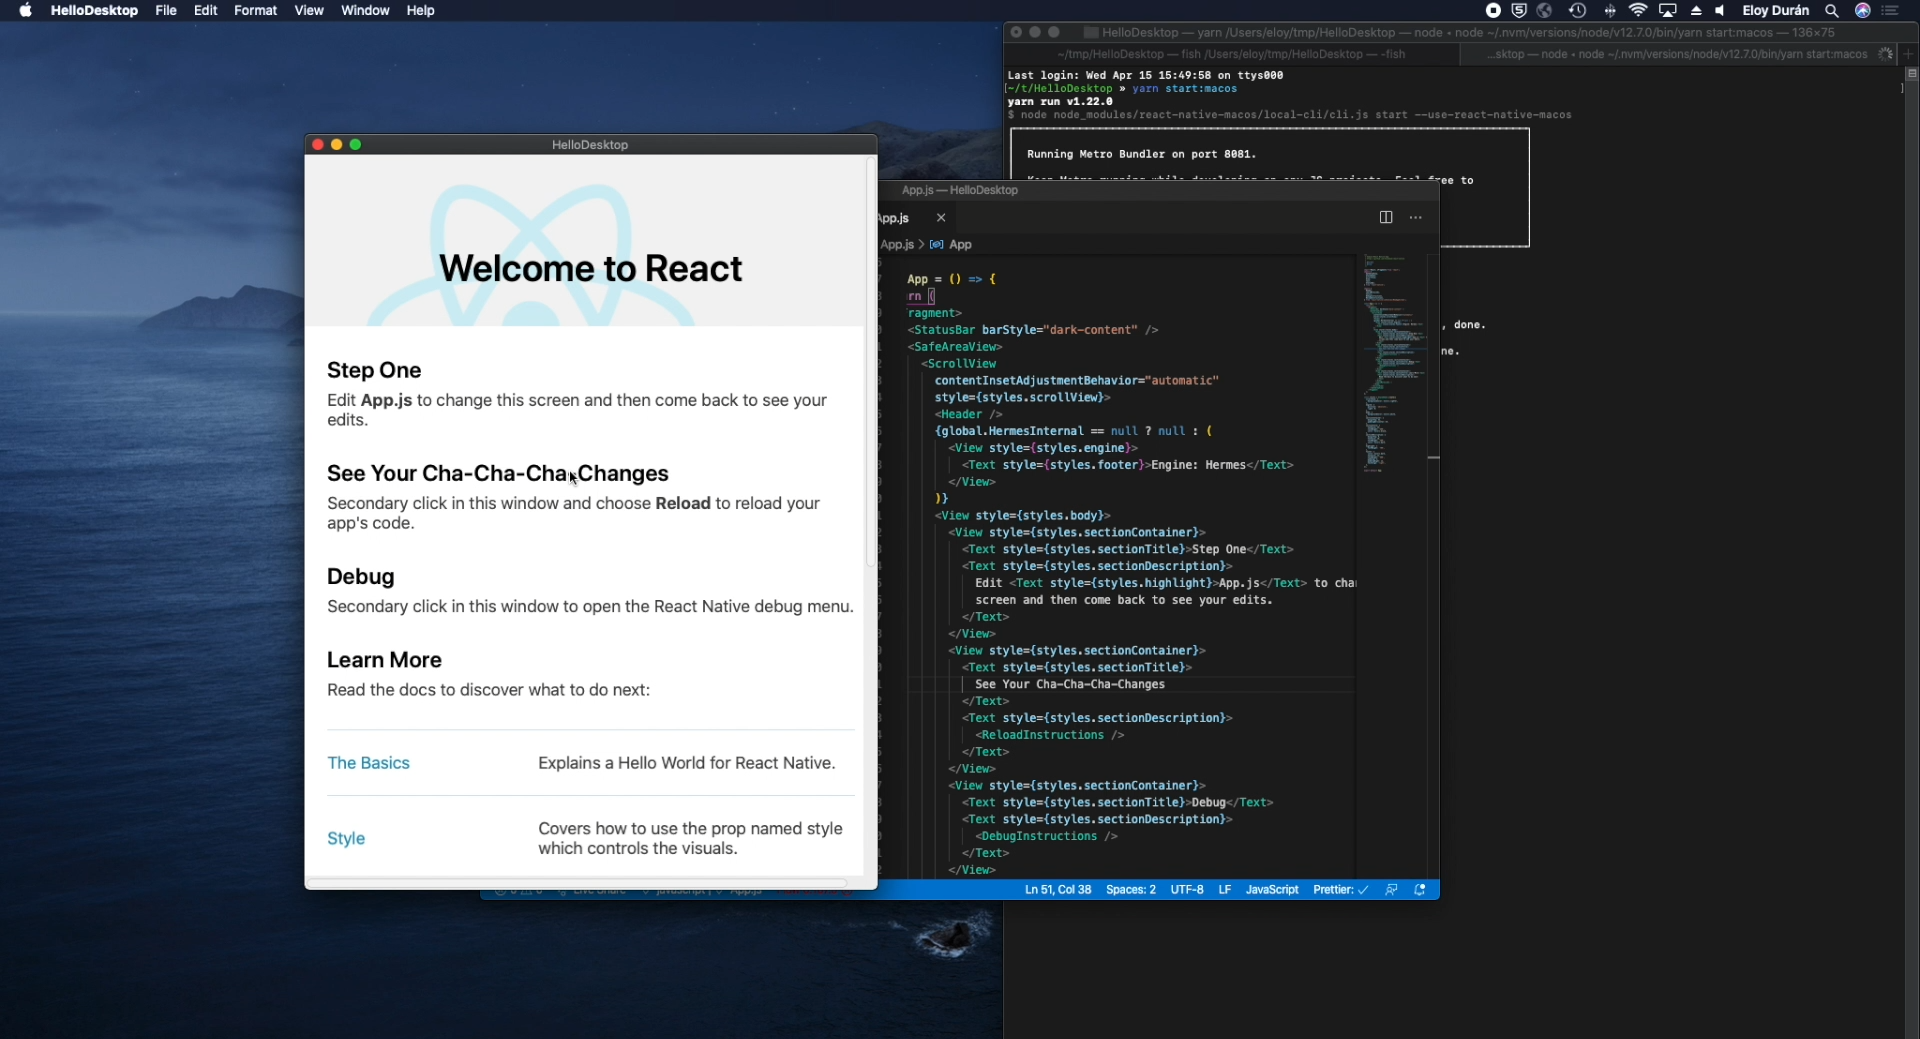 HelloDesktop File Edit Format View Window Help
Eloy Durán
HelloDesktop — yarn /Users/eloy/tmp/HelloDesktop — node • node ~/.nvm/versions/node/v12.7.0/bin/yarn start:macos — 136×75
~/tmp/HelloDesktop — fish /Users/eloy/tmp/HelloDesktop — -fish
...sktop — node • node ~/.nvm/versions/node/v12.7.0/bin/yarn start:macos
Last login: Wed Apr 15 15:49:58 on ttys000
[~/t/HelloDesktop » yarn start:macos ]
yarn run v1.22.0
$ node node_modules/react-native-macos/local-cli/cli.js start --use-react-native-macos
Running Metro Bundler on port 8081.
free to
, done.
ne.
HelloDesktop
Welcome to React
Step One
Edit App.js to change this screen and then come back to see your
edits.
See Your Cha-Cha-Cha-Changes
Secondary click in this window and choose Reload to reload your
app's code.
Debug
Secondary click in this window to open the React Native debug menu.
Learn More
Read the docs to discover what to do next:
The Basics
Explains a Hello World for React Native.
Style
Covers how to use the prop named style
which controls the visuals.
App.js — HelloDesktop
App.js
App.js > App
App = () => {
rn (
ragment>
<StatusBar barStyle="dark-content" />
<SafeAreaView>
<ScrollView
contentInsetAdjustmentBehavior="automatic"
style={styles.scrollView}>
<Header />
{global.HermesInternal == null ? null : (
<View style={styles.engine}>
<Text style={styles.footer}>Engine: Hermes</Text>
</View>
)}
<View style={styles.body}>
<View style={styles.sectionContainer}>
<Text style={styles.sectionTitle}>Step One</Text>
<Text style={styles.sectionDescription}>
Edit <Text style={styles.highlight}>App.js</Text> to cha
screen and then come back to see your edits.
</Text>
</View>
<View style={styles.sectionContainer}>
<Text style={styles.sectionTitle}>
See Your Cha-Cha-Cha-Changes
</Text>
<Text style={styles.sectionDescription}>
<ReloadInstructions />
</Text>
</View>
<View style={styles.sectionContainer}>
<Text style={styles.sectionTitle}>Debug</Text>
<Text style={styles.sectionDescription}>
<DebugInstructions />
</Text>
</View>
Ln 51, Col 38 Spaces: 2 UTF-8 LF JavaScript Prettier: ✓